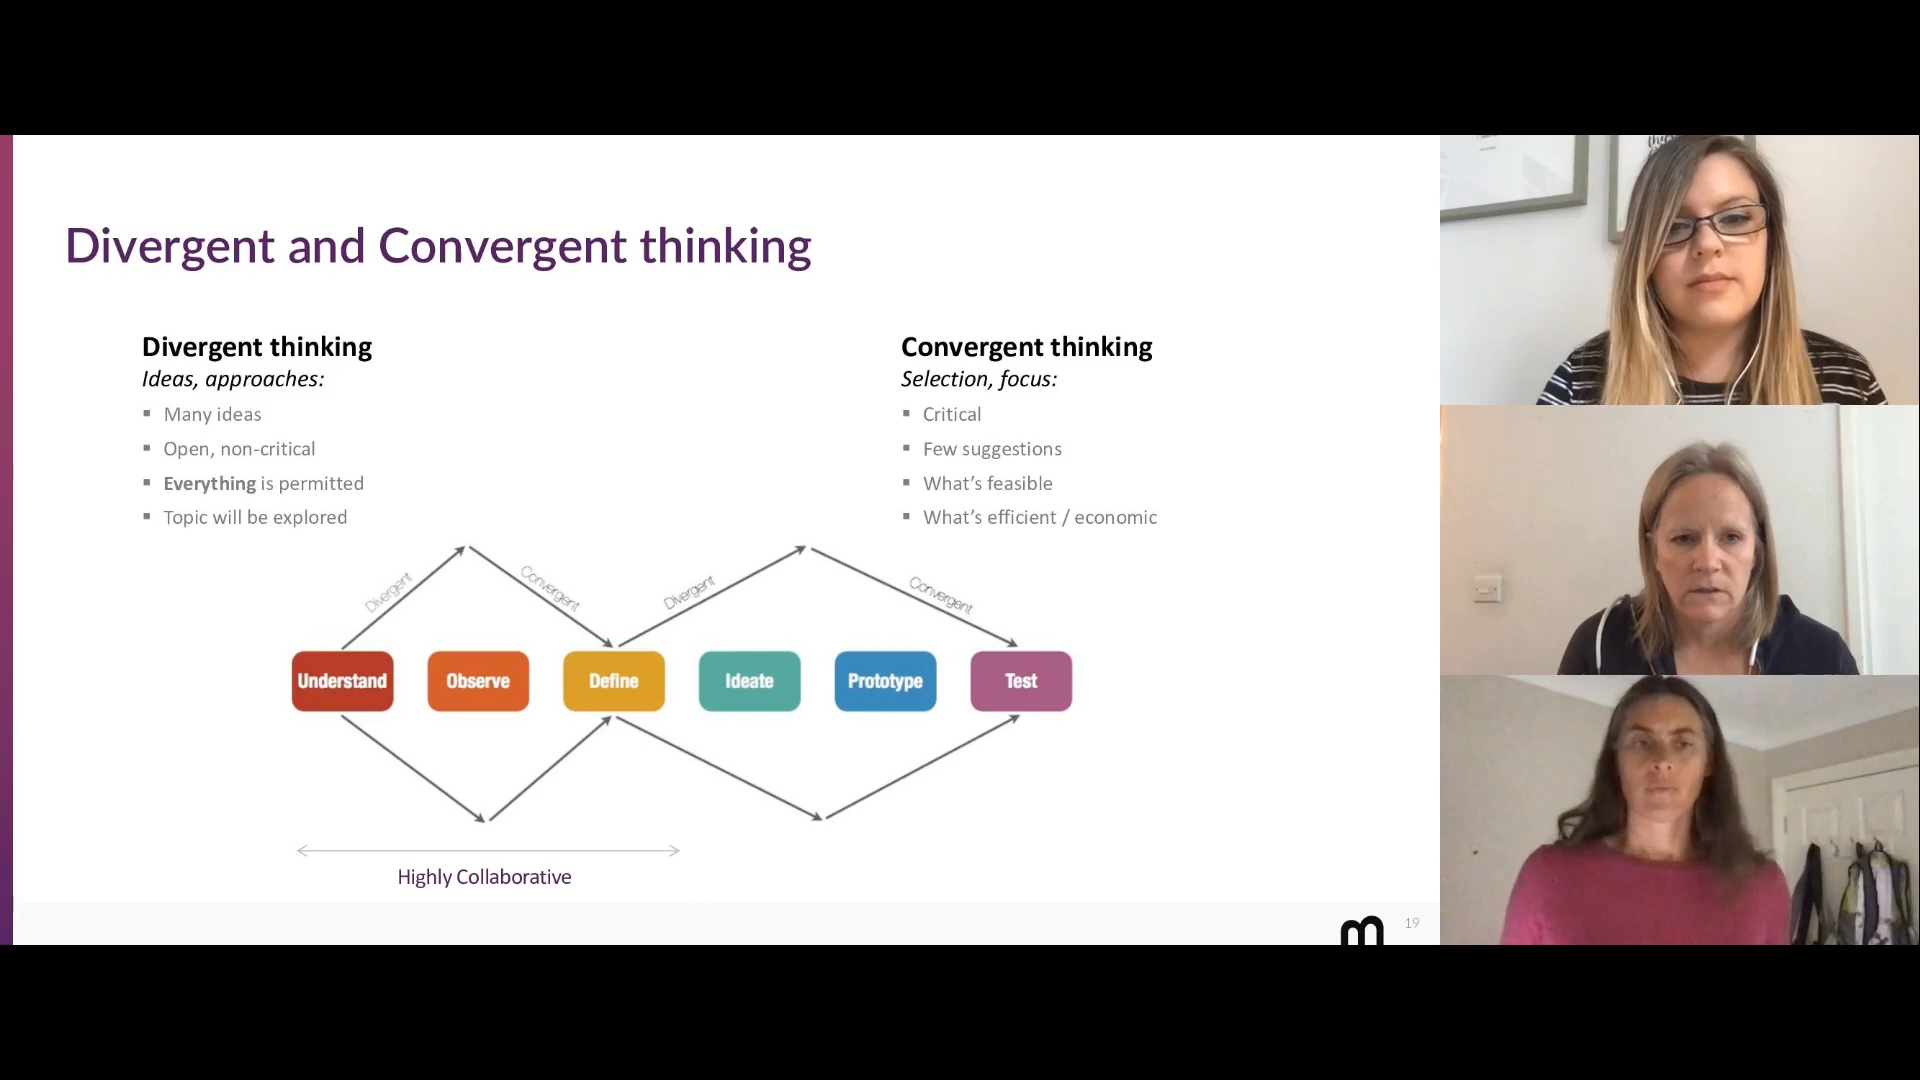 Divergent and Convergent thinking
Divergent thinking
Ideas, approaches:
▪ Many ideas
▪ Open, non-critical
▪ Everything is permitted
▪ Topic will be explored
Convergent thinking
Selection, focus:
▪ Critical
▪ Few suggestions
▪ What's feasible
▪ What's efficient / economic
Divergent
Convergent
Divergent
Convergent
Understand
Observe
Define
Ideate
Prototype
Test
Highly Collaborative
m
19